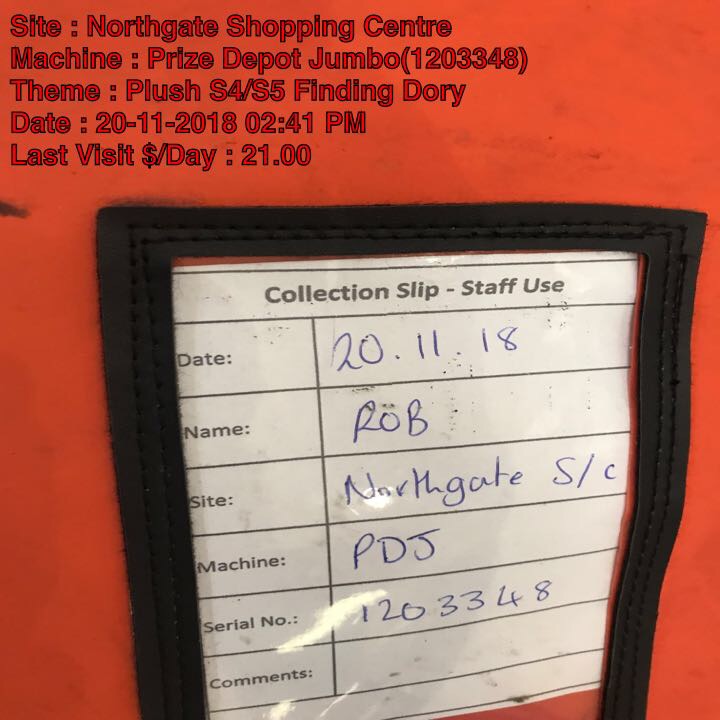 Site : Northgate Shopping Centre
Machine : Prize Depot Jumbo(1203348)
Theme : Plush S4/S5 Finding Dory
Date : 20-11-2018 02:41 PM
Last Visit $/Day : 21.00
Collection Slip - Staff Use
Date: 20.11.18
Name: ROB
Site: Northgate S/c
Machine: PDJ
Serial No.: 1203348
Comments: